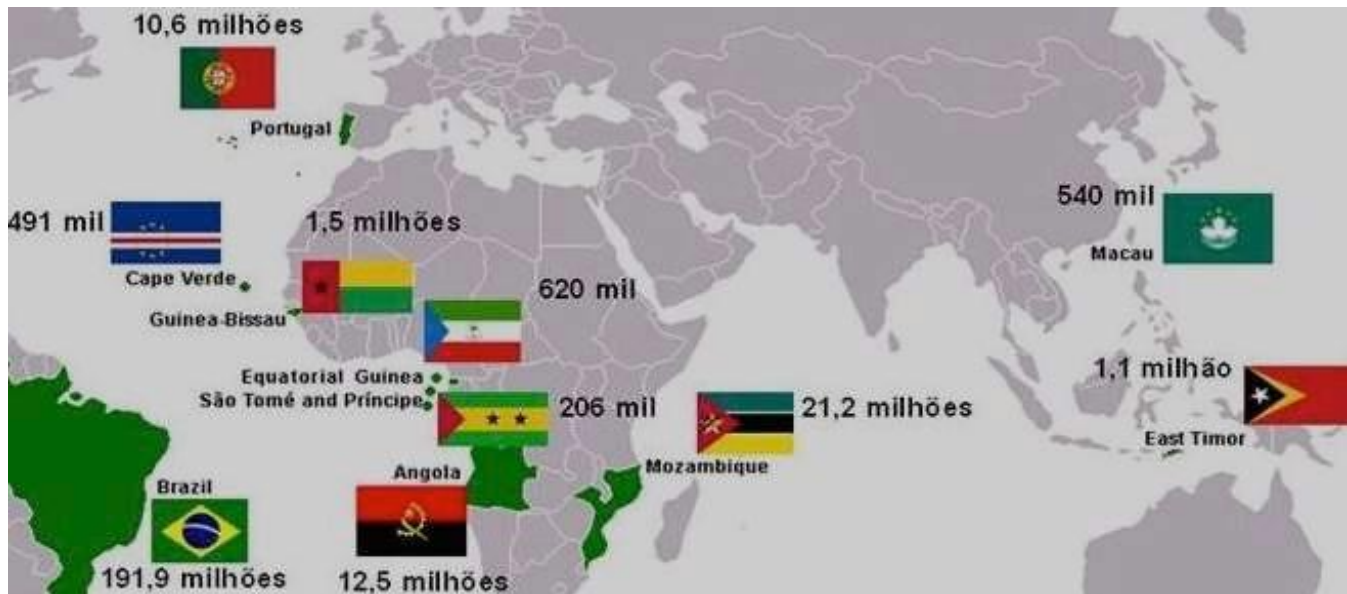 10,6 milhões
Portugal
491 mil
1,5 milhões
540 mil
Macau
Cape Verde
Guinea-Bissau
620 mil
Equatorial Guinea
São Tomé and Príncipe
206 mil
21,2 milhões
1,1 milhão
East Timor
Mozambique
Angola
Brazil
191,9 milhões
12,5 milhões